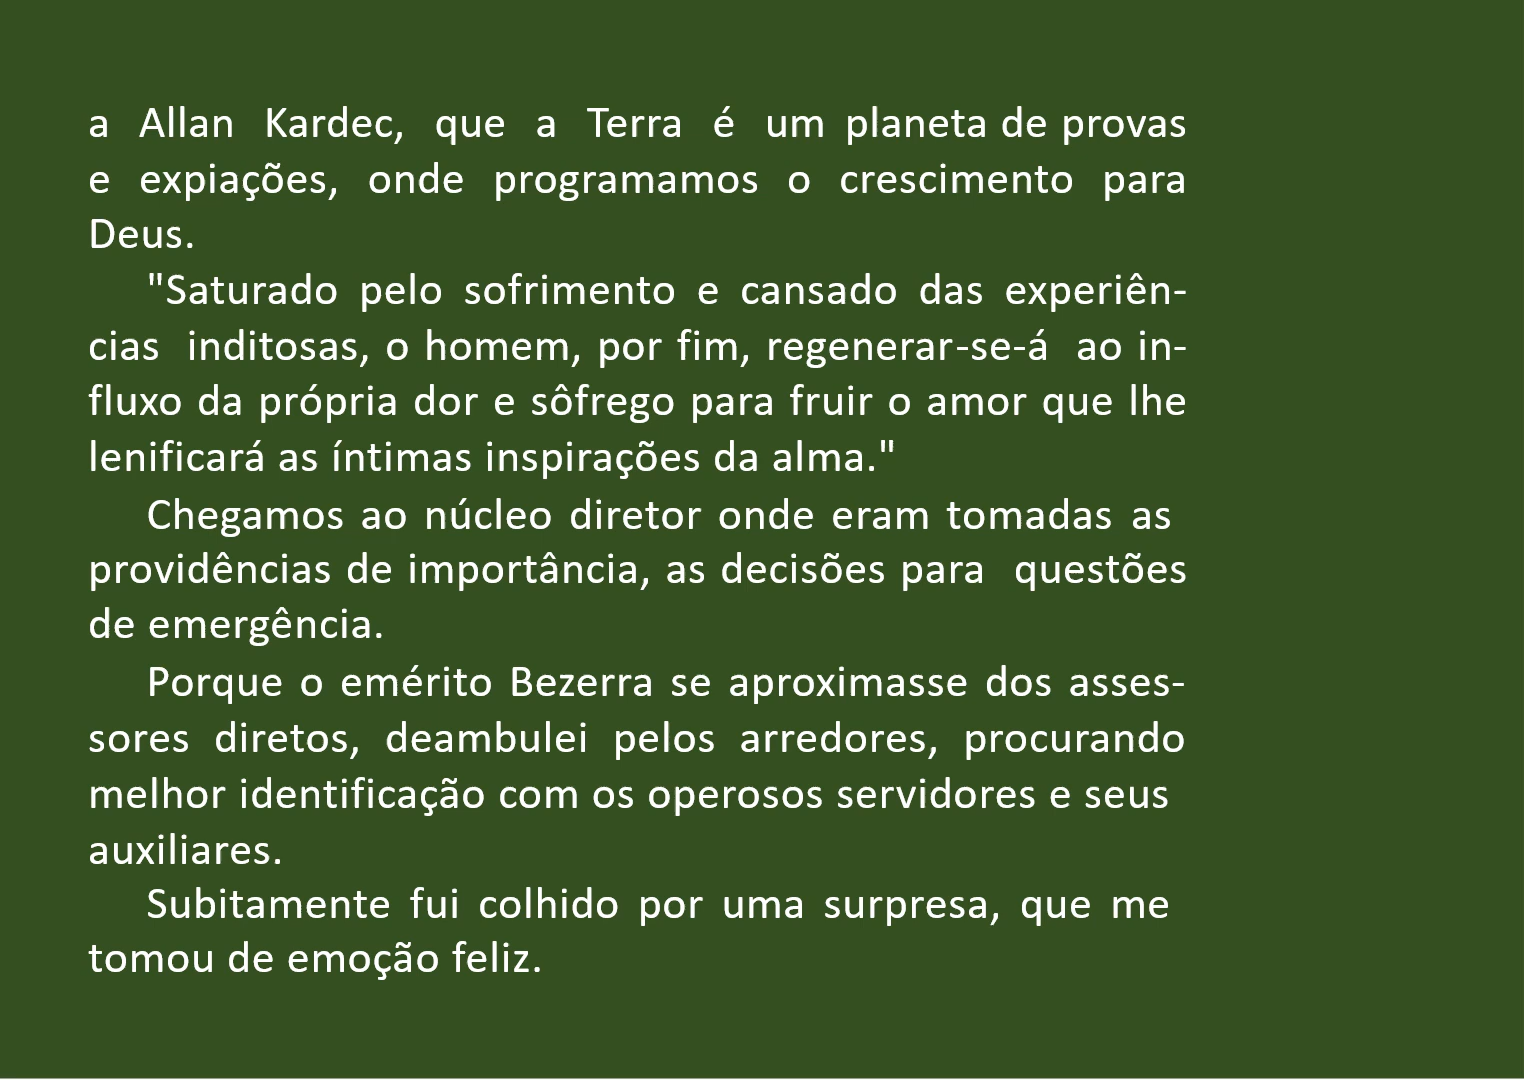 a Allan Kardec, que a Terra é um planeta de provas
e expiações, onde programamos o crescimento para
Deus.
"Saturado pelo sofrimento e cansado das experiên-
cias inditosas, o homem, por fim, regenerar-se-á ao in-
fluxo da própria dor e sôfrego para fruir o amor que lhe
lenificará as íntimas inspirações da alma."
Chegamos ao núcleo diretor onde eram tomadas as
providências de importância, as decisões para questões
de emergência.
Porque o emérito Bezerra se aproximasse dos asses-
sores diretos, deambulei pelos arredores, procurando
melhor identificação com os operosos servidores e seus
auxiliares.
Subitamente fui colhido por uma surpresa, que me
tomou de emoção feliz.